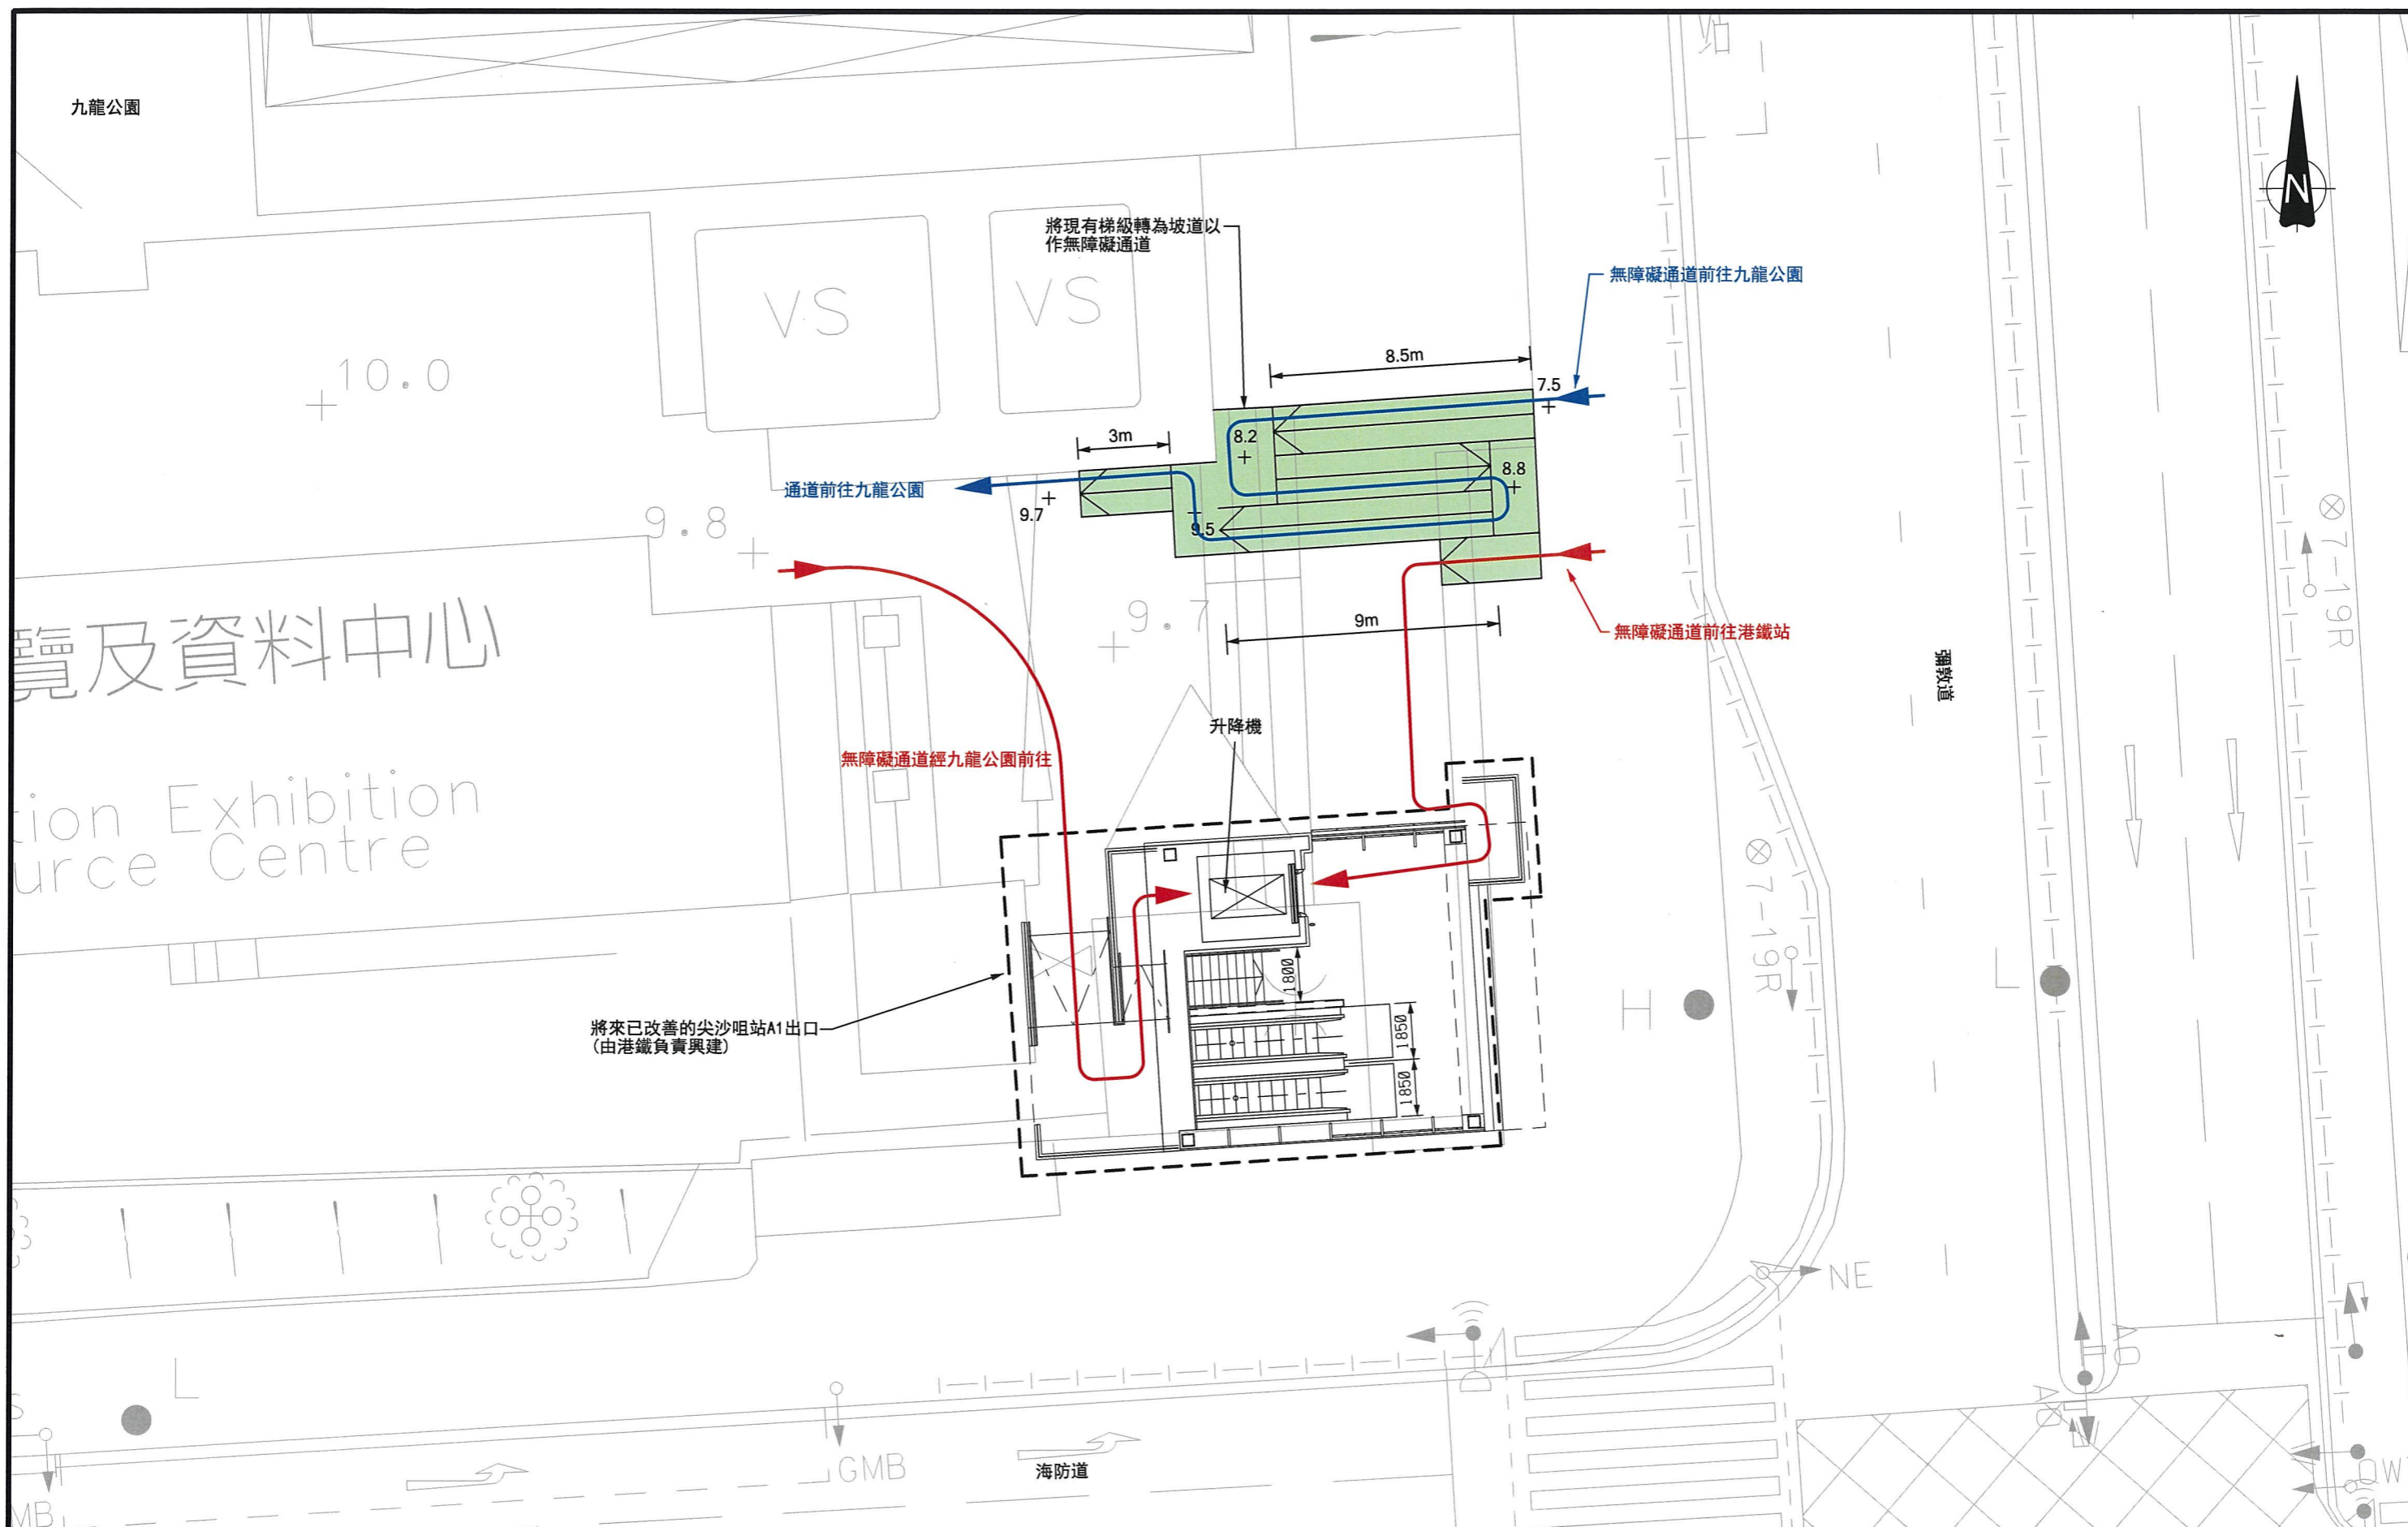 九龍公園
站
N
將現有梯級轉為坡道以
作無障礙通道
無障礙通道前往九龍公園
VS
VS
10.0
8.5m
7.5
3m
8.2
8.8
通道前往九龍公園
9.7
9.5
9.8
7-19R
9.7
9m
無障礙通道前往港鐵站
覽及資料中心
彌敦道
升降機
無障礙通道經九龍公園前往
tion Exhibition
urce Centre
7-19R
1800
將來已改善的尖沙咀站A1出口
(由港鐵負責興建)
1850
1850
H
L
NE
L
GMB
海防道
MB